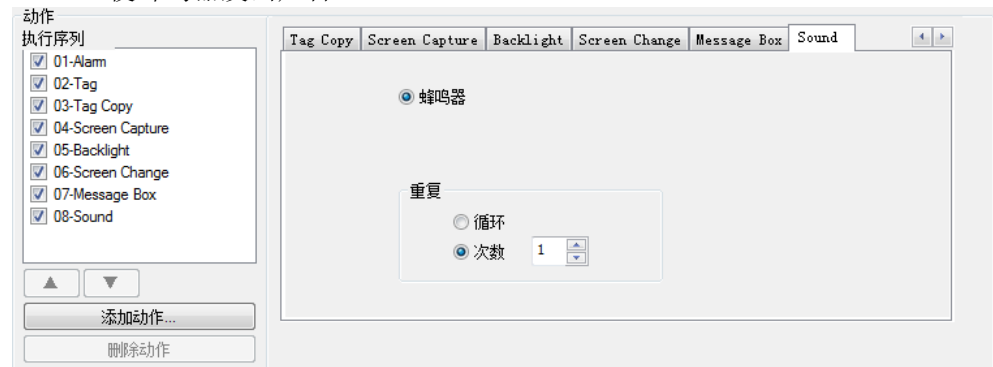 动作
执行序列
01-Alarm
02-Tag
03-Tag Copy
04-Screen Capture
05-Backlight
06-Screen Change
07-Message Box
08-Sound
添加动作...
删除动作
Tag Copy Screen Capture Backlight Screen Change Message Box Sound
蜂鸣器
重复
循环
次数 1